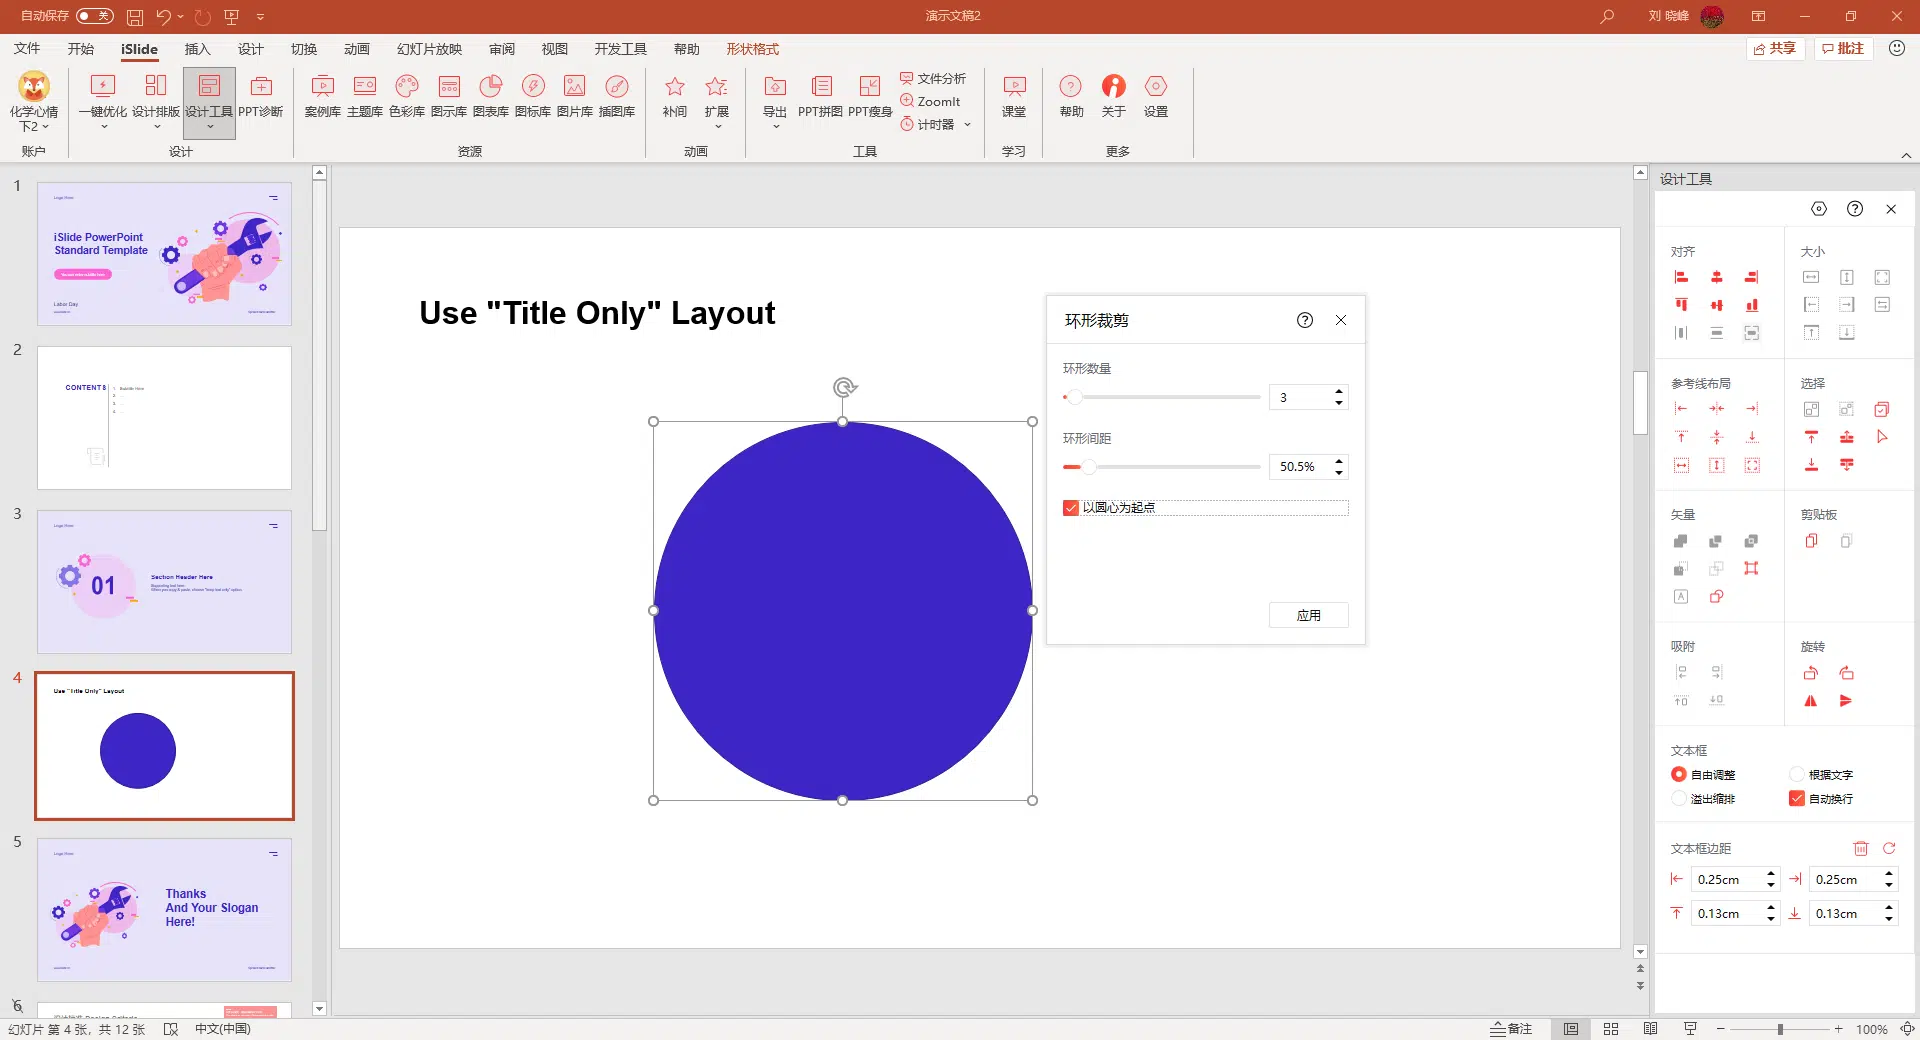 自动保存 关
演示文稿2
刘 晓峰
文件 开始 iSlide 插入 设计 切换 动画 幻灯片放映 审阅 视图 开发工具 帮助 形状格式
共享 批注
化学心情
下2
一键优化 设计排版 设计工具 PPT诊断
案例库 主题库 色彩库 图示库 图表库 图标库 图片库 插图库
补间 扩展
导出 PPT拼图 PPT瘦身
文件分析
ZoomIt
计时器
课堂
帮助 关于 设置
账户 设计 资源 动画 工具 学习 更多
1
iSlide PowerPoint
Standard Template
Labor Day
2
CONTENTS
3
01
Section Header Here
4
Use "Title Only" Layout
5
Thanks
And Your Slogan
Here!
6
Use "Title Only" Layout
环形裁剪
环形数量
3
环形间距
50.5%
以圆心为起点
应用
设计工具
对齐 大小
参考线布局 选择
矢量 剪贴板
A
吸附 旋转
文本框
自由调整 根据文字
溢出缩排 自动换行
文本框边距
0.25cm 0.25cm
0.13cm 0.13cm
幻灯片 第 4 张，共 12 张 中文(中国)
备注
100%